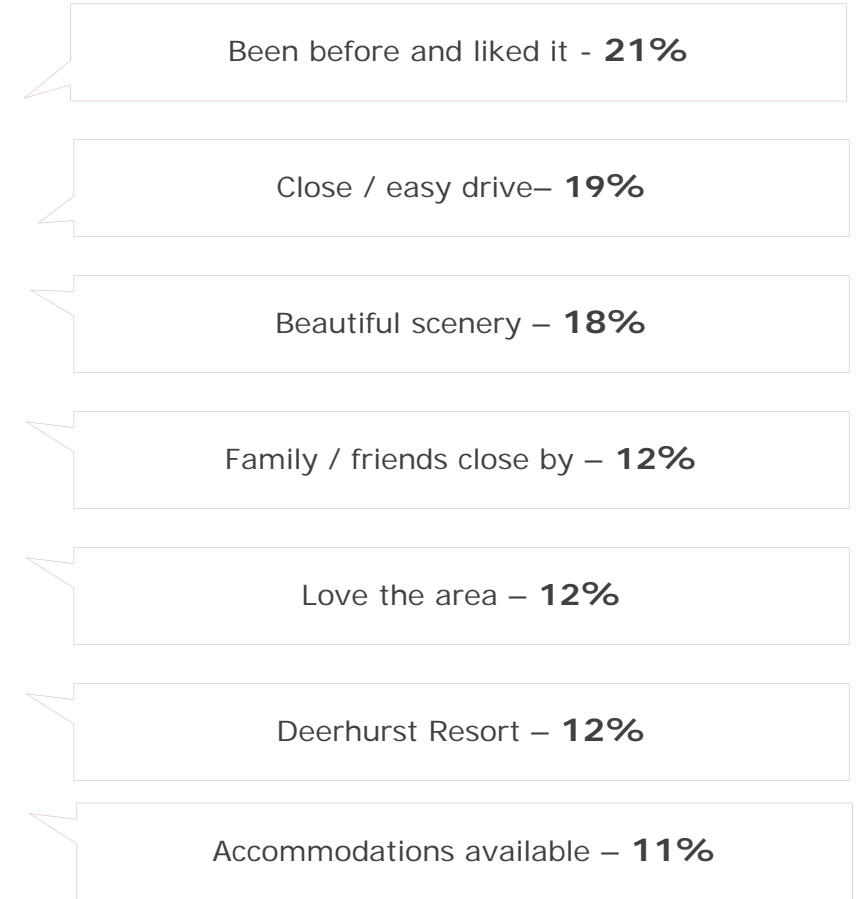 Been before and liked it - 21%
Close / easy drive– 19%
Beautiful scenery – 18%
Family / friends close by – 12%
Love the area – 12%
Deerhurst Resort – 12%
Accommodations available – 11%